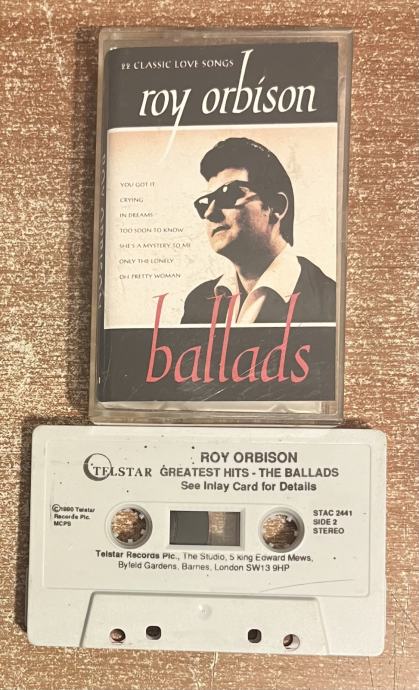 22 CLASSIC LOVE SONGS
roy orbison
YOU GOT IT
CRYING
IN DREAMS
TOO SOON TO KNOW
SHE'S A MYSTERY TO ME
ONLY THE LONELY
OH PRETTY WOMAN
ballads
TELSTAR
ROY ORBISON
GREATEST HITS - THE BALLADS
See Inlay Card for Details
©1990 Telstar
Records Plc.
MCPS
STAC 2441
SIDE 2
STEREO
Telstar Records Plc., The Studio, 5 king Edward Mews,
Byfeld Gardens, Barnes, London SW13 9HP